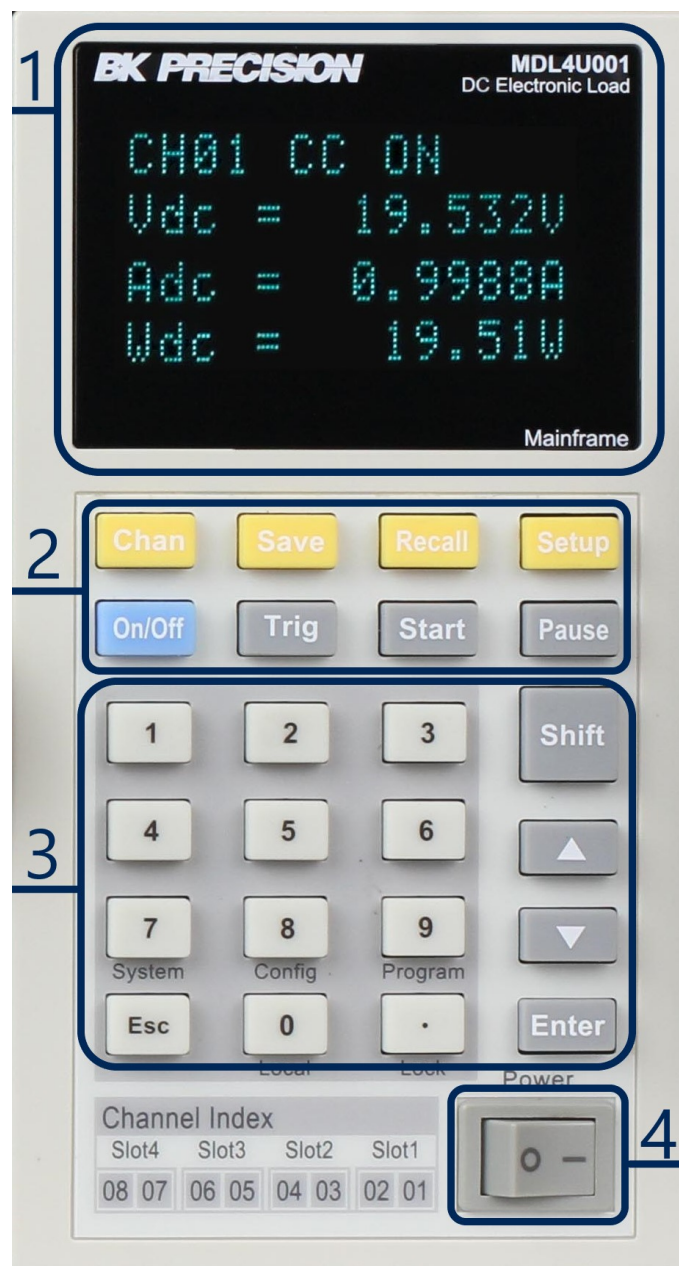 1
BK PRECISION
MDL4U001
DC Electronic Load
CH01 CC ON
Vdc = 19.532V
Adc = 0.9988A
Wdc = 19.51W
Mainframe
2
Chan Save Recall Setup
On/Off Trig Start Pause
3
1 2 3 Shift
4 5 6
7 8 9
System Config Program
Esc 0 . Enter
Local Lock Power
4
Channel Index
Slot4 Slot3 Slot2 Slot1
08 07 06 05 04 03 02 01
O –